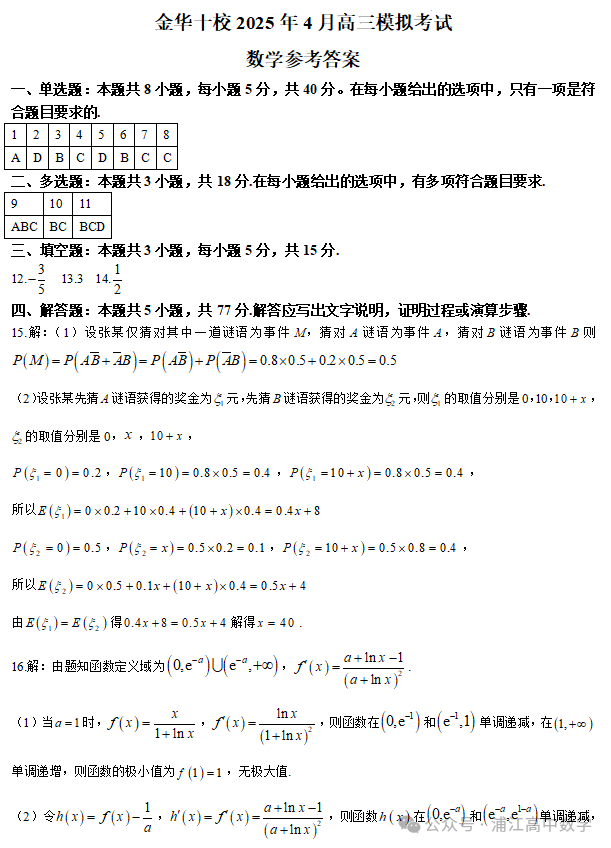 金华十校 2025 年 4 月高三模拟考试
数学参考答案
一、单选题：本题共 8 小题，每小题 5 分，共 40 分。在每小题给出的选项中，只有一项是符
合题目要求的.
1 2 3 4 5 6 7 8
A D B C D B C C
二、多选题：本题共 3 小题，共 18 分.在每小题给出的选项中，有多项符合题目要求.
9 10 11
ABC BC BCD
三、填空题：本题共 3 小题，每小题 5 分，共 15 分.
12.−3/5 13.3 14.1/2
四、解答题：本题共 5 小题，共 77 分.解答应写出文字说明，证明过程或演算步骤.
15.解:（1）设张某仅猜对其中一道谜语为事件 M，猜对 A 谜语为事件 A，猜对 B 谜语为事件 B 则
P(M) = P(AB̅ + A̅B) = P(AB̅) + P(A̅B) = 0.8×0.5 + 0.2×0.5 = 0.5
（2）设张某先猜 A 谜语获得的奖金为 ξ₁ 元,先猜 B 谜语获得的奖金为 ξ₂ 元,则 ξ₁ 的取值分别是 0,10,10 + x ，
ξ₂ 的取值分别是 0, x , 10 + x ，
P(ξ₁ = 0) = 0.2 ，P(ξ₁ = 10) = 0.8×0.5 = 0.4 ，P(ξ₁ = 10 + x) = 0.8×0.5 = 0.4 ，
所以 E(ξ₁) = 0×0.2 + 10×0.4 + (10 + x)×0.4 = 0.4x + 8
P(ξ₂ = 0) = 0.5 ，P(ξ₂ = x) = 0.5×0.2 = 0.1 ，P(ξ₂ = 10 + x) = 0.5×0.8 = 0.4 ，
所以 E(ξ₂) = 0×0.5 + 0.1x + (10 + x)×0.4 = 0.5x + 4
由 E(ξ₁) = E(ξ₂) 得 0.4x + 8 = 0.5x + 4 解得 x = 40 .
16.解: 由题知函数定义域为 (0,e⁻ᵃ)∪(e⁻ᵃ,+∞) ，f′(x) = (a + ln x − 1)/(a + ln x)² .
（1）当 a = 1 时，f(x) = x/(1 + ln x) ，f′(x) = ln x/(1 + ln x)² ，则函数在 (0,e⁻¹) 和 (e⁻¹,1) 单调递减，在 (1,+∞)
单调递增，则函数的极小值为 f(1) = 1 ，无极大值.
（2）令 h(x) = f(x) − 1/a ，h′(x) = f′(x) = (a + ln x − 1)/(a + ln x)² ，则函数 h(x) 在 (0,e⁻ᵃ) 和 (e⁻ᵃ,e¹⁻ᵃ) 单调递减，
公众号 · 浦江高中数学